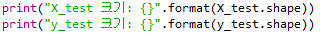 print("X_test 크기: {}".format(X_test.shape))
print("y_test 크기: {}".format(y_test.shape))